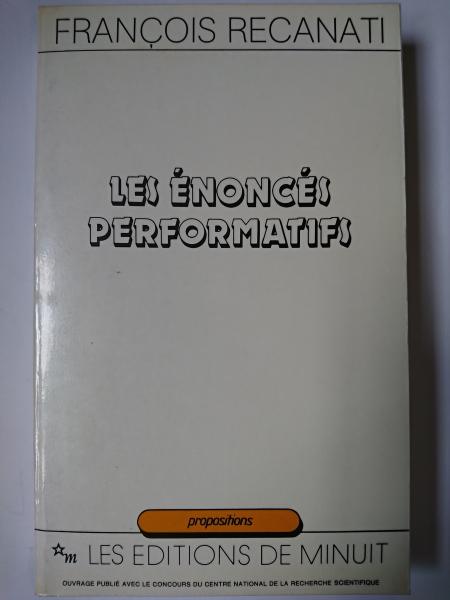 FRANÇOIS RECANATI
LES ÉNONCÉS
PERFORMATIFS
propositions
m LES EDITIONS DE MINUIT
OUVRAGE PUBLIÉ AVEC LE CONCOURS DU CENTRE NATIONAL DE LA RECHERCHE SCIENTIFIQUE